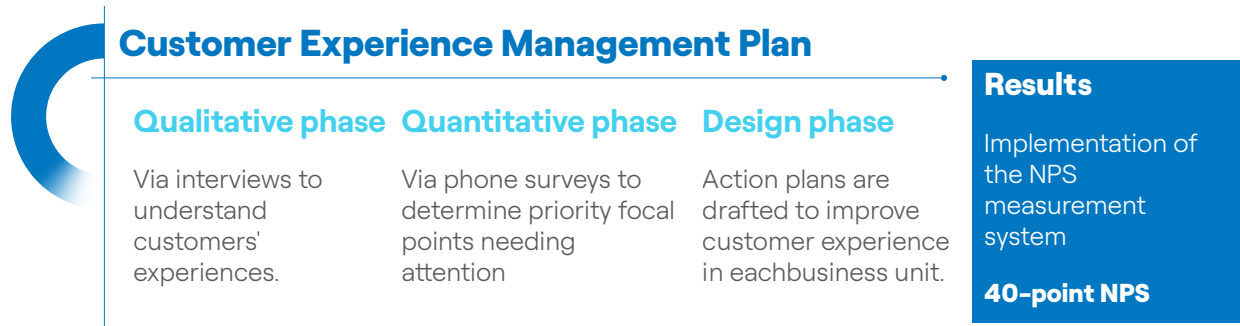 Customer Experience Management Plan
Qualitative phase
Via interviews to
understand
customers'
experiences.
Quantitative phase
Via phone surveys to
determine priority focal
points needing
attention
Design phase
Action plans are
drafted to improve
customer experience
in eachbusiness unit.
Results
Implementation of
the NPS
measurement
system
40-point NPS